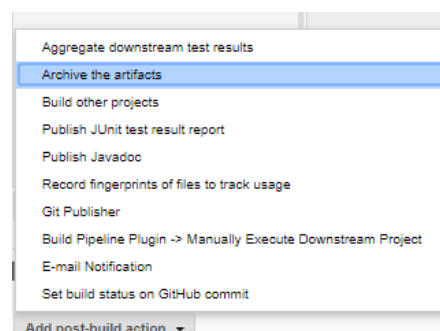 Aggregate downstream test results
Archive the artifacts
Build other projects
Publish JUnit test result report
Publish Javadoc
Record fingerprints of files to track usage
Git Publisher
Build Pipeline Plugin -> Manually Execute Downstream Project
E-mail Notification
Set build status on GitHub commit
Add post-build action